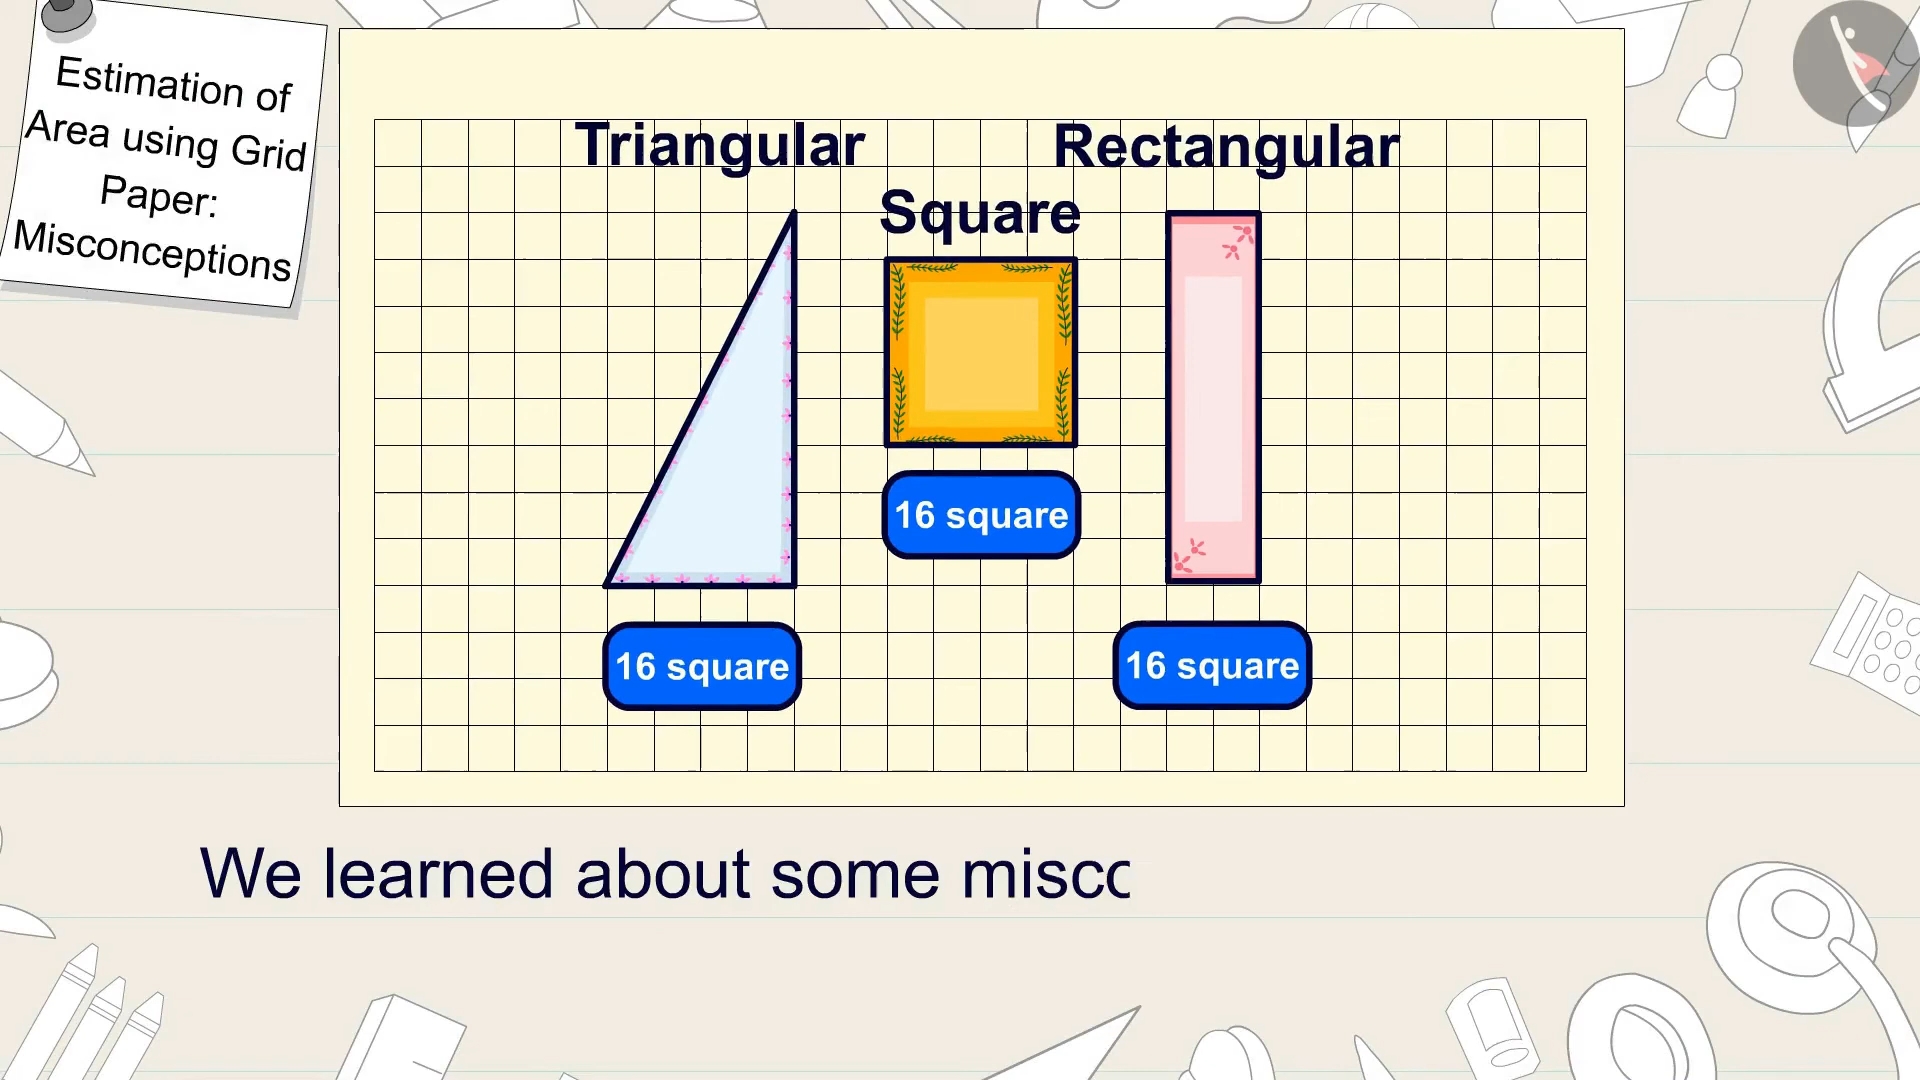 Estimation of
Area using Grid
Paper:
Misconceptions
Triangular
Rectangular
Square
16 square
16 square
16 square
We learned about some misco